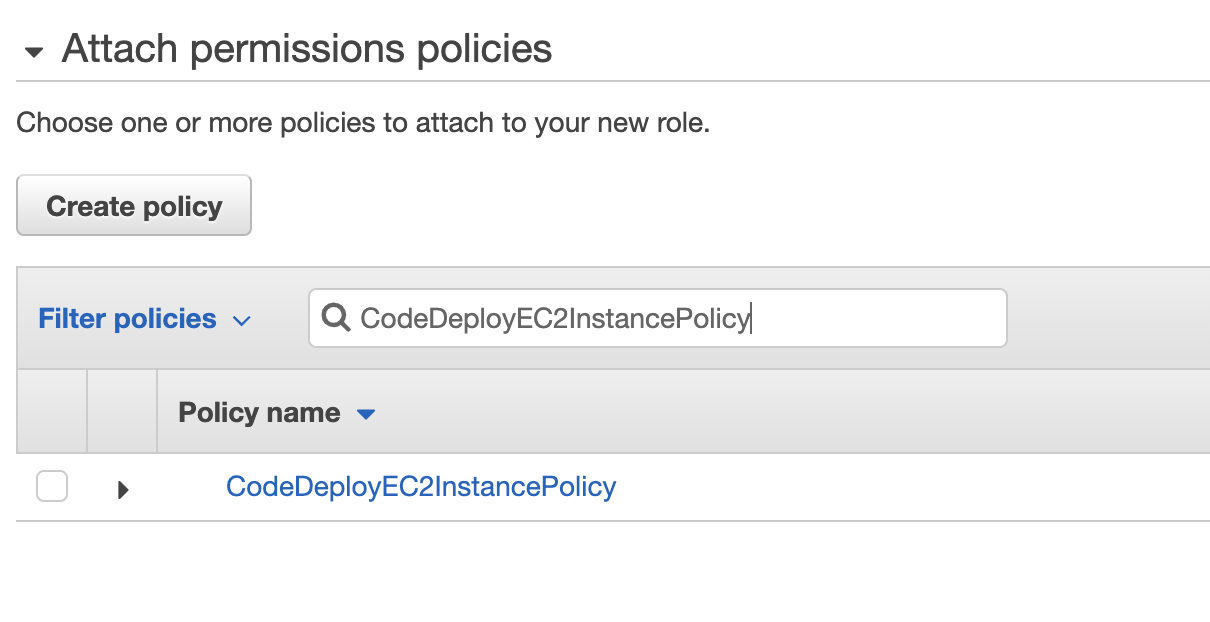 Attach permissions policies
Choose one or more policies to attach to your new role.
Create policy
Filter policies
CodeDeployEC2InstancePolicy
Policy name
CodeDeployEC2InstancePolicy